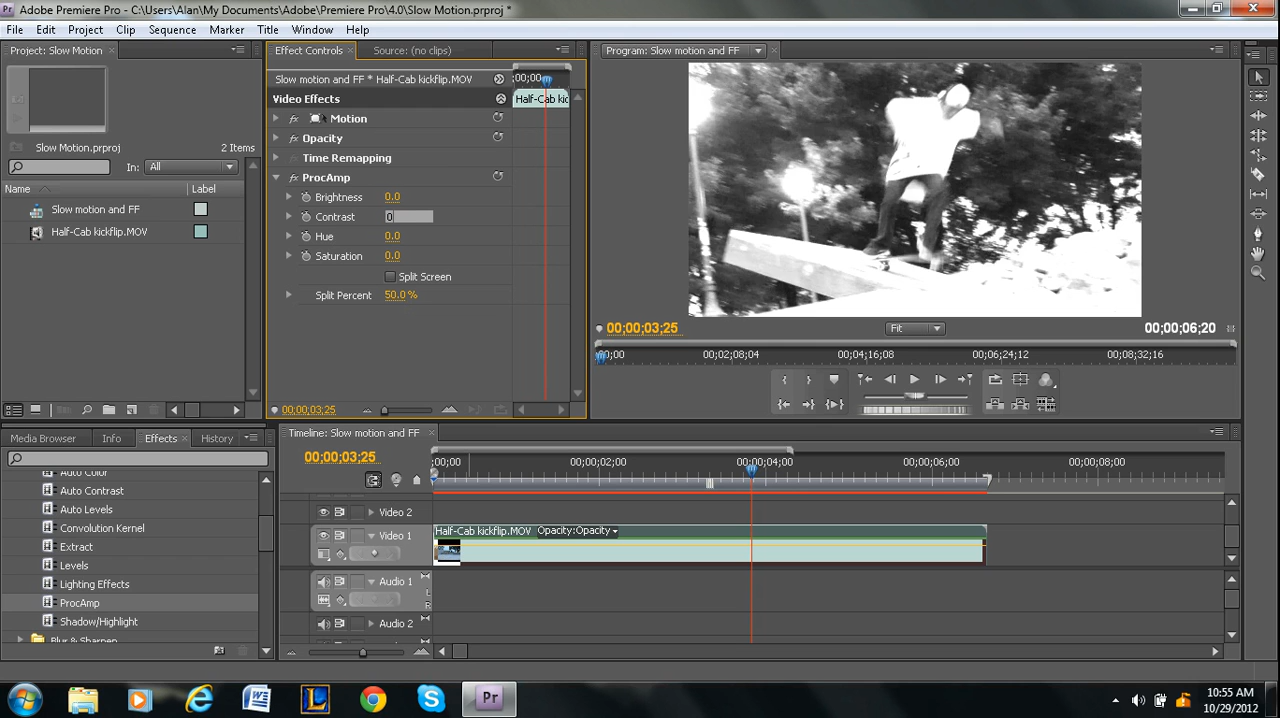 Adobe Premiere Pro - C:\Users\Alan\My Documents\Adobe\Premiere Pro\4.0\Slow Motion.prproj *
File Edit Project Clip Sequence Marker Title Window Help
Project: Slow Motion
Slow Motion.prproj 2 Items
In: All
Name Label
Slow motion and FF
Half-Cab kickflip.MOV
Effect Controls Source: (no clips)
Slow motion and FF * Half-Cab kickflip.MOV ;00;00
Video Effects Half-Cab kic
fx Motion
fx Opacity
fx Time Remapping
fx ProcAmp
Brightness 0.0
Contrast 0
Hue 0.0
Saturation 0.0
Split Screen
Split Percent 50.0 %
00;00;03;25
Program: Slow motion and FF
00;00;03;25 Fit 00;00;06;20
;00;00 00;02;08;04 00;04;16;08 00;06;24;12 00;08;32;16
Media Browser Info Effects History
Auto Color
Auto Contrast
Auto Levels
Convolution Kernel
Extract
Levels
Lighting Effects
ProcAmp
Shadow/Highlight
Blur & Sharpen
Timeline: Slow motion and FF
00;00;03;25
;00;00 00;00;02;00 00;00;04;00 00;00;06;00 00;00;08;00
Video 2
Video 1 Half-Cab kickflip.MOV Opacity:Opacity
Audio 1
L
R
Audio 2
W L S Pr
10:55 AM
10/29/2012